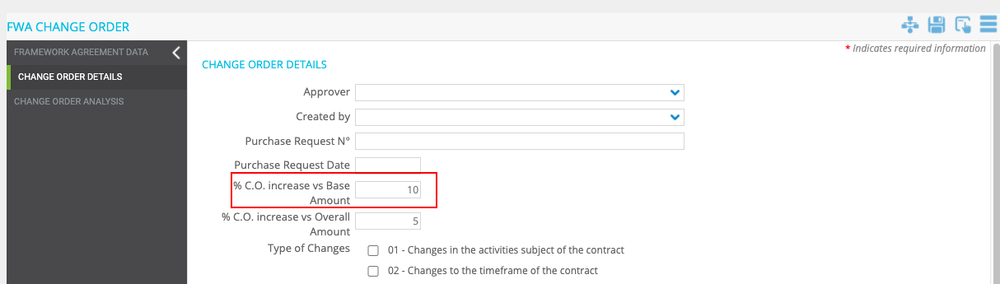 FWA CHANGE ORDER
FRAMEWORK AGREEMENT DATA
CHANGE ORDER DETAILS
CHANGE ORDER ANALYSIS
* Indicates required information
CHANGE ORDER DETAILS
Approver
Created by
Purchase Request N°
Purchase Request Date
% C.O. increase vs Base
Amount
10
% C.O. increase vs Overall
Amount
5
Type of Changes
01 - Changes in the activities subject of the contract
02 - Changes to the timeframe of the contract